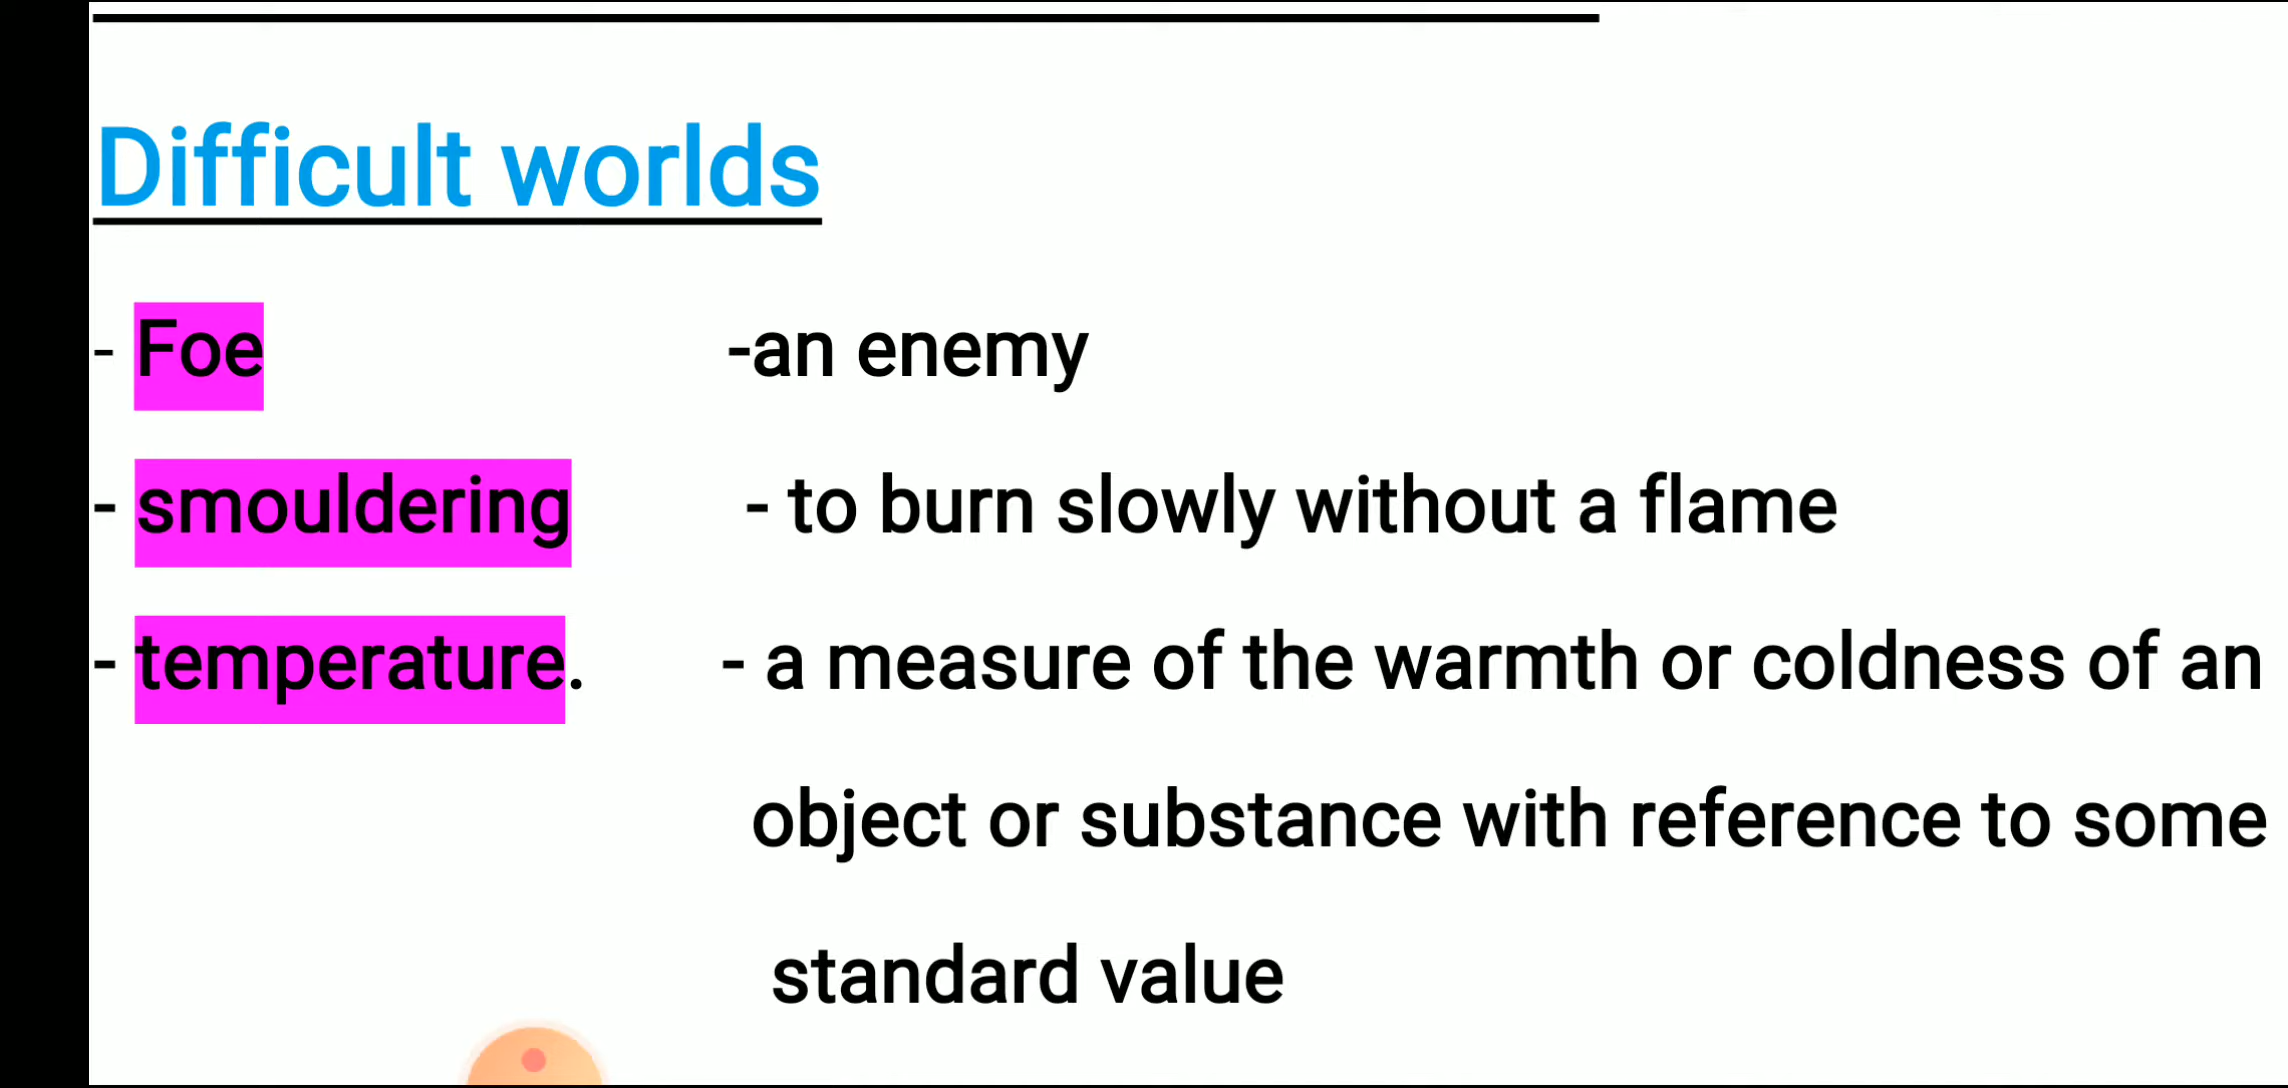 Difficult worlds
- Foe -an enemy
- smouldering - to burn slowly without a flame
- temperature. - a measure of the warmth or coldness of an
object or substance with reference to some
standard value